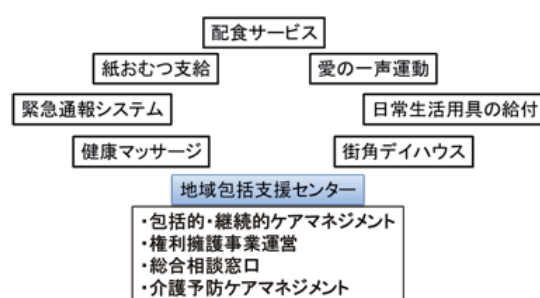 配食サービス
紙おむつ支給
愛の一声運動
緊急通報システム
日常生活用具の給付
健康マッサージ
街角デイハウス
地域包括支援センター
・包括的・継続的ケアマネジメント
・権利擁護事業運営
・総合相談窓口
・介護予防ケアマネジメント